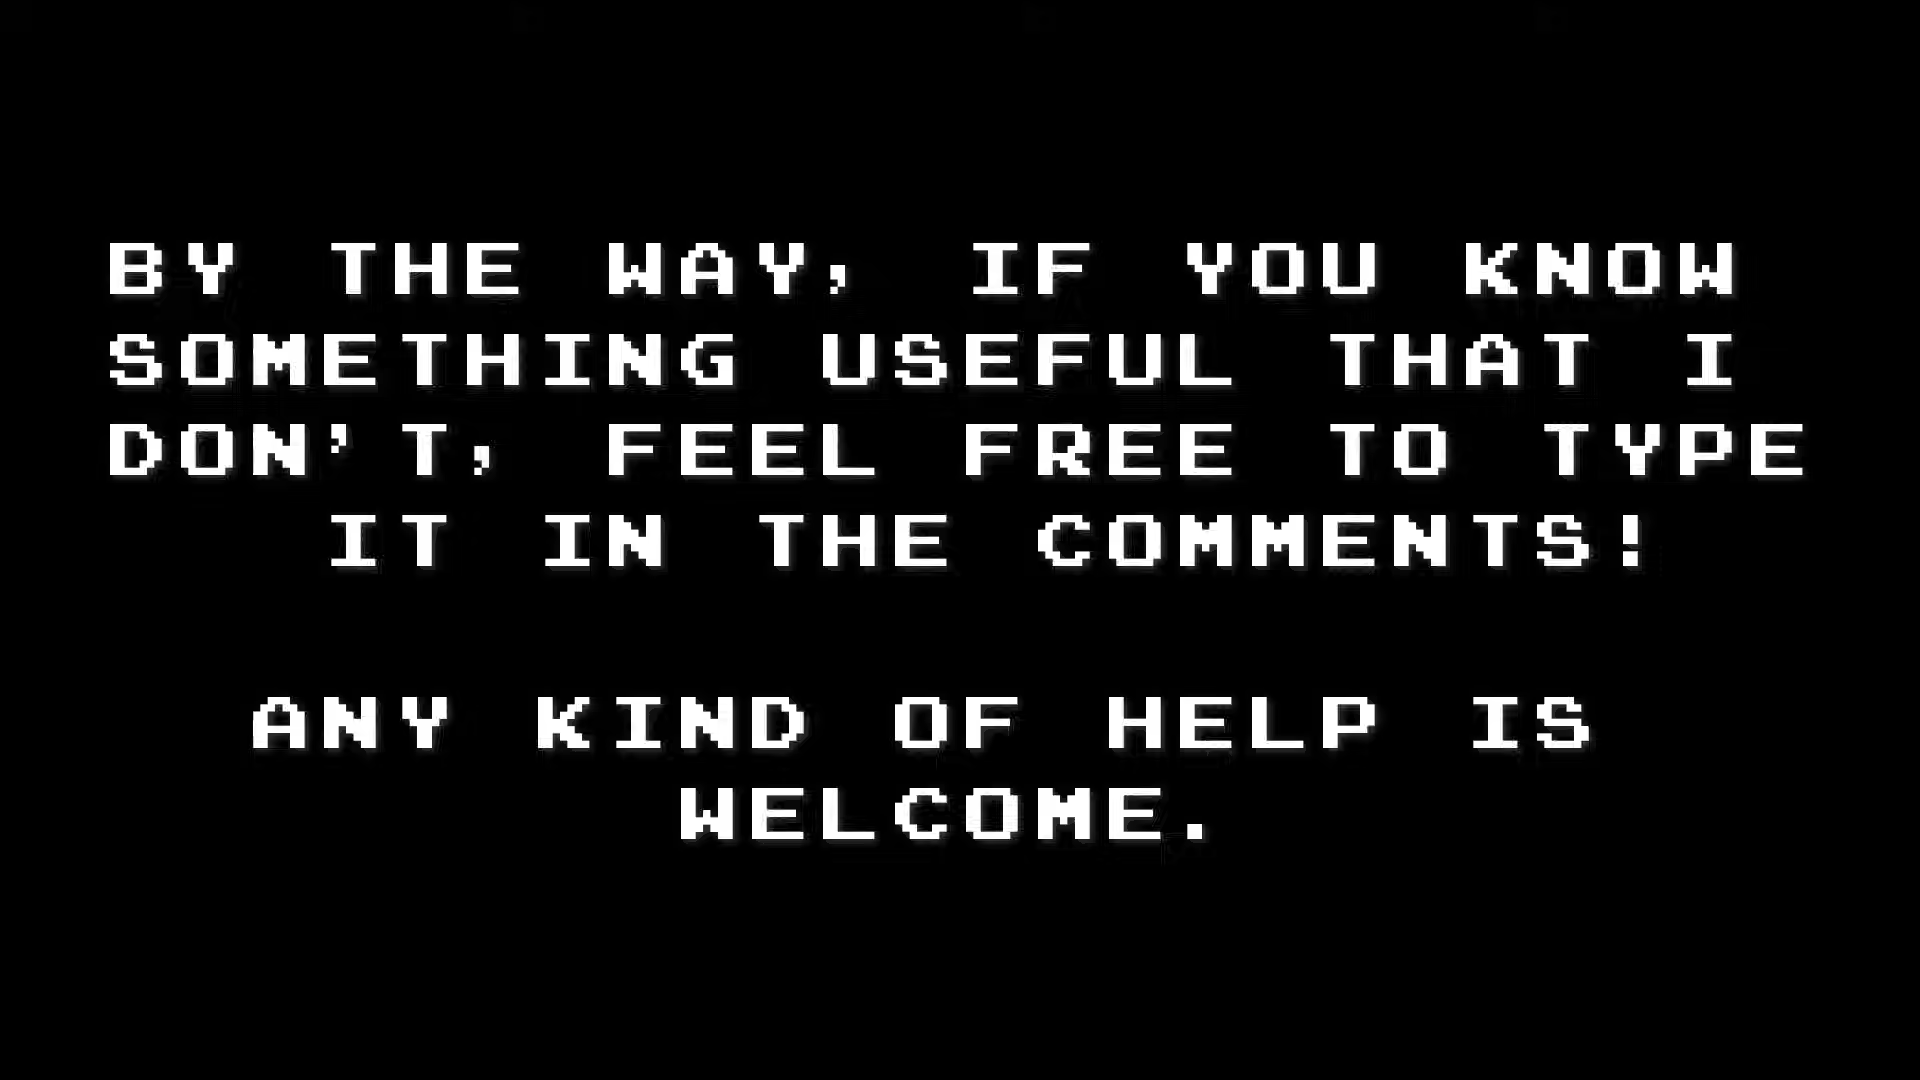 BY THE WAY, IF YOU KNOW
SOMETHING USEFUL THAT I
DON'T, FEEL FREE TO TYPE
IT IN THE COMMENTS!
ANY KIND OF HELP IS
WELCOME.